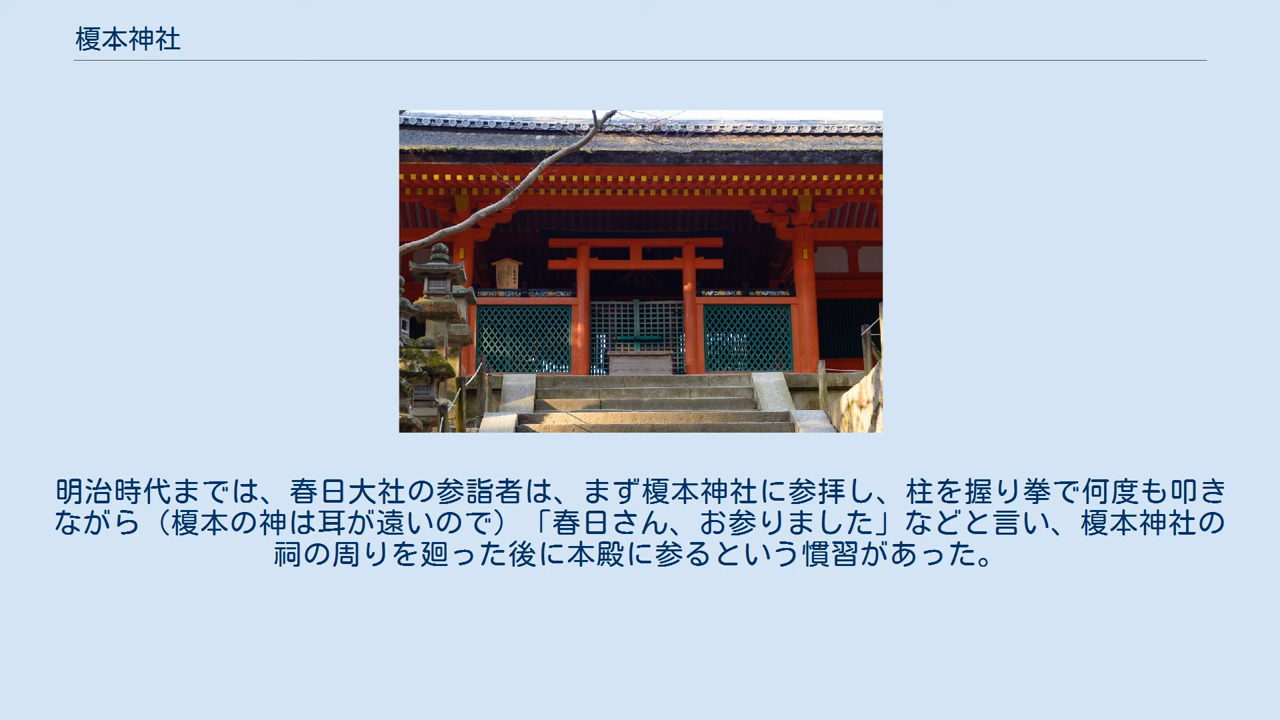 榎本神社
明治時代までは、春日大社の参詣者は、まず榎本神社に参拝し、柱を握り拳で何度も叩き
ながら（榎本の神は耳が遠いので）「春日さん、お参りました」などと言い、榎本神社の
祠の周りを廻った後に本殿に参るという慣習があった。